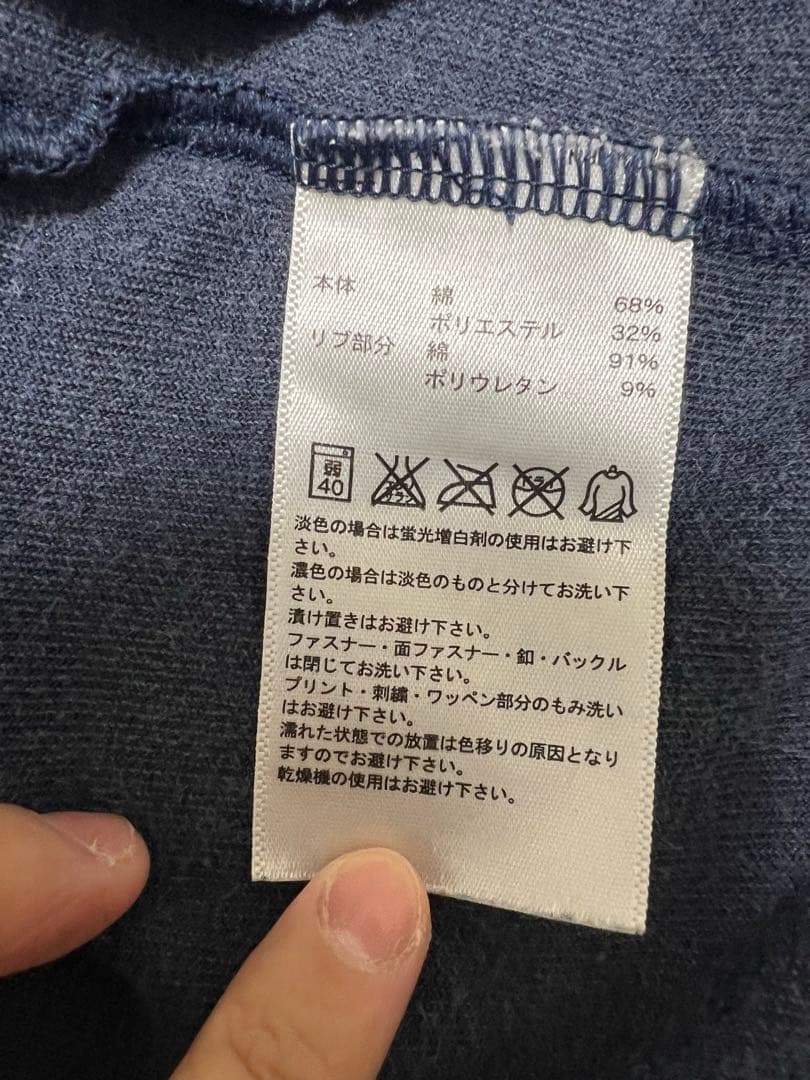 本体 綿 68%
ポリエステル 32%
リブ部分 綿 91%
ポリウレタン 9%
弱 40
淡色の場合は蛍光増白剤の使用はお避け下
さい。
濃色の場合は淡色のものと分けてお洗い下
さい。
漬け置きはお避け下さい。
ファスナー・面ファスナー・釦・バックル
は閉じてお洗い下さい。
プリント・刺繍・ワッペン部分のもみ洗い
はお避け下さい。
濡れた状態での放置は色移りの原因となり
ますのでお避け下さい。
乾燥機の使用はお避け下さい。